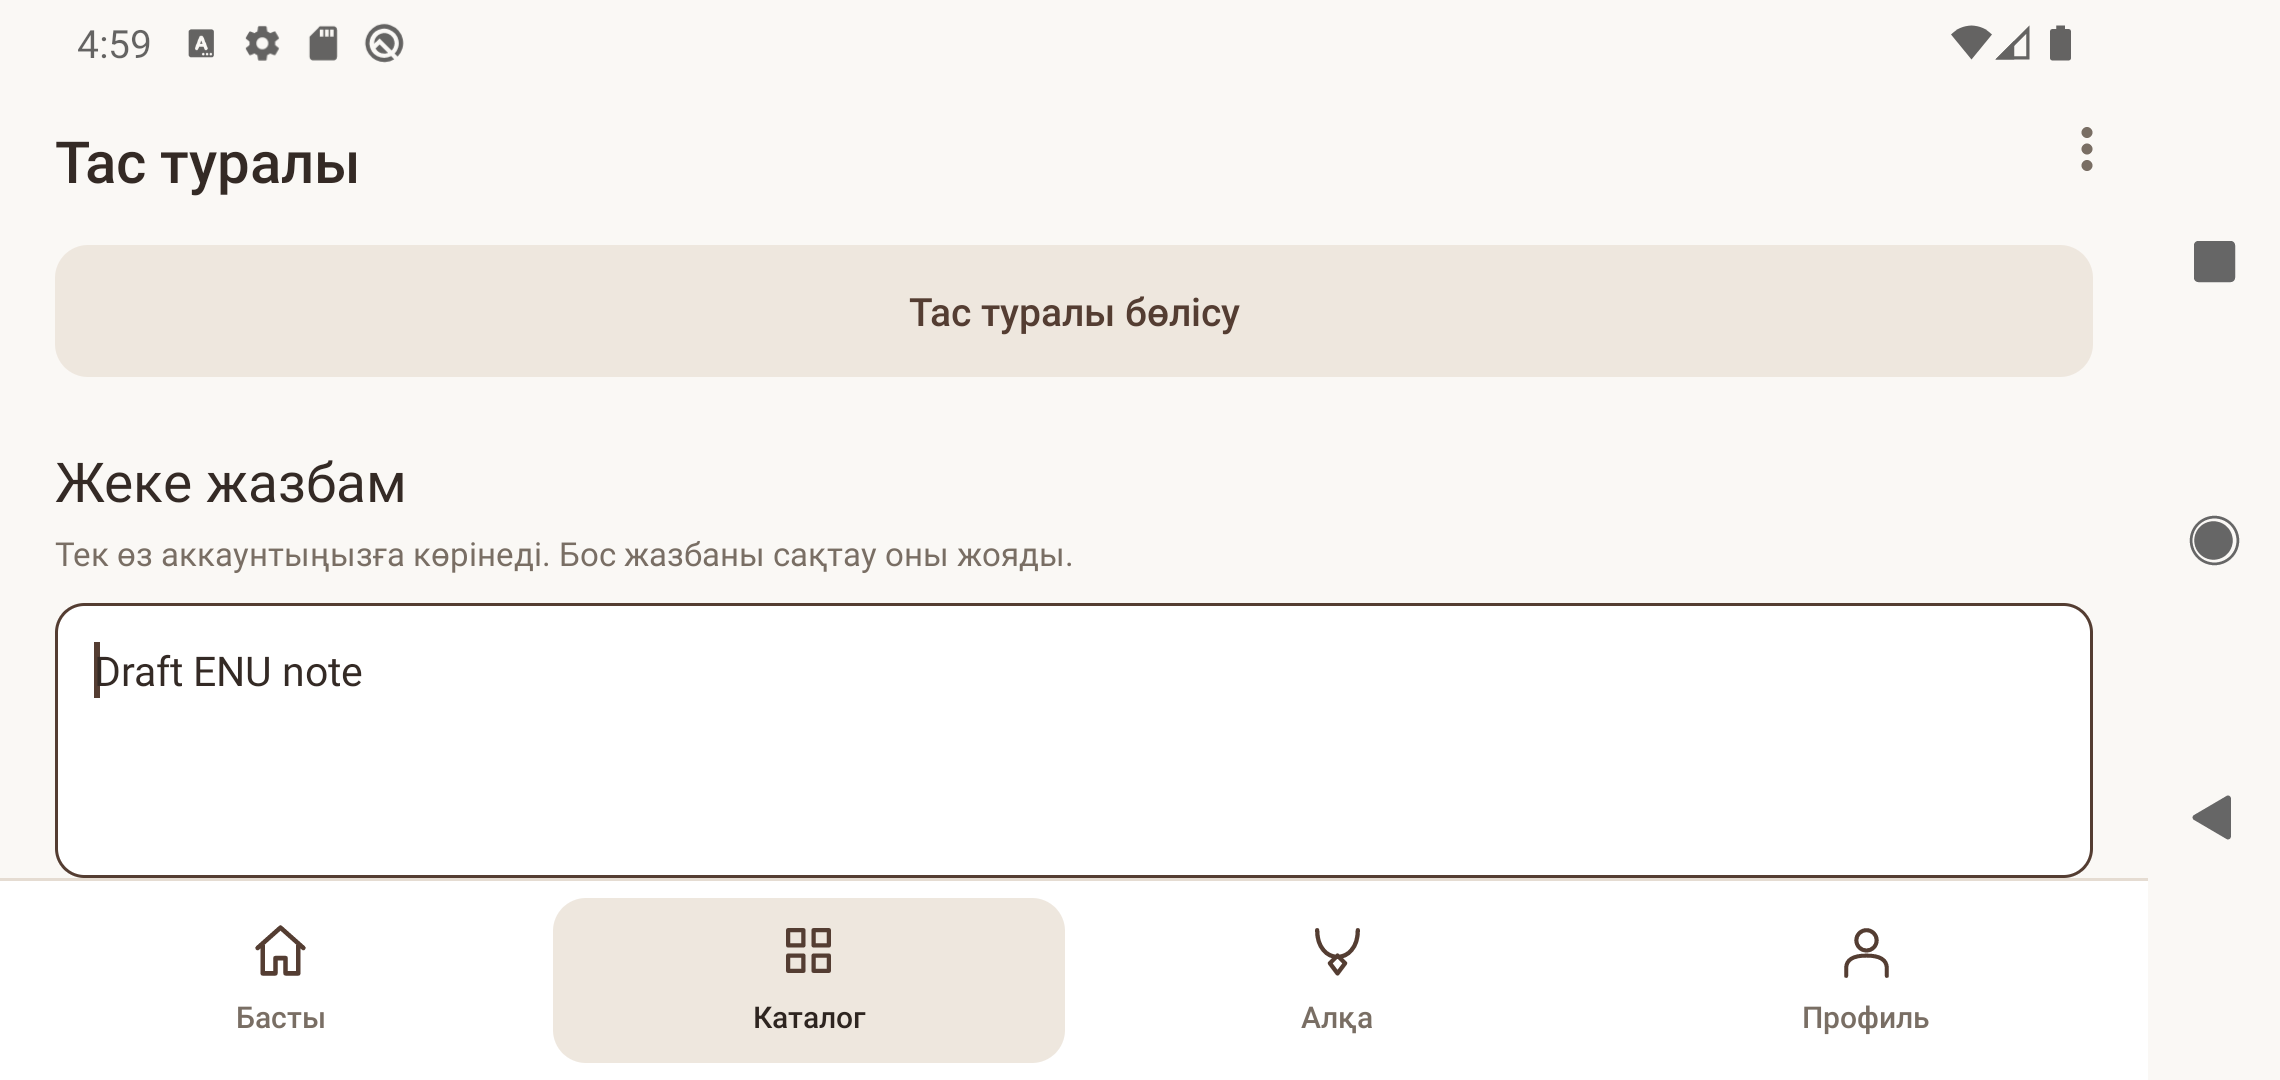 4:59
Тас туралы
Тас туралы бөлісу
Жеке жазбам
Тек өз аккаунтыңызға көрінеді. Бос жазбаны сақтау оны жояды.
Draft ENU note
Басты
Каталог
Алқа
Профиль